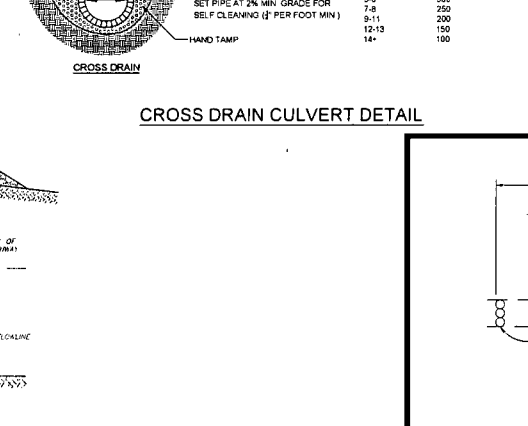 SET PIPE AT 2% MIN GRADE FOR
SELF CLEANING (¼" PER FOOT MIN )
HAND TAMP
7-8 250
9-11 200
12-13 150
14+ 100
CROSS DRAIN
CROSS DRAIN CULVERT DETAIL
OF